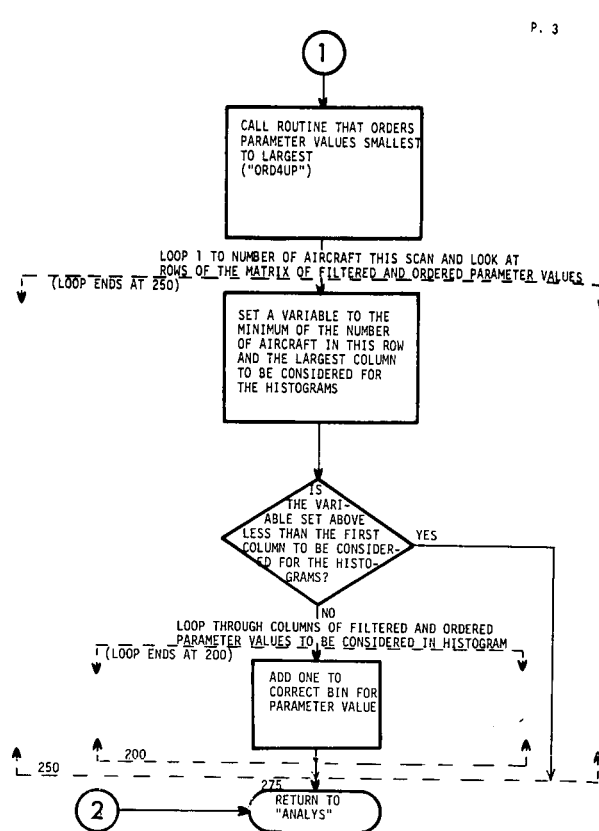 P. 3
1
CALL ROUTINE THAT ORDERS
PARAMETER VALUES SMALLEST
TO LARGEST
("ORD4UP")
LOOP 1 TO NUMBER OF AIRCRAFT THIS SCAN AND LOOK AT
ROWS OF THE MATRIX OF FILTERED AND ORDERED PARAMETER VALUES
(LOOP ENDS AT 250)
SET A VARIABLE TO THE
MINIMUM OF THE NUMBER
OF AIRCRAFT IN THIS ROW
AND THE LARGEST COLUMN
TO BE CONSIDERED FOR
THE HISTOGRAMS
IS
THE VARI-
ABLE SET ABOVE
LESS THAN THE FIRST
COLUMN TO BE CONSIDER-
ED FOR THE HISTO-
GRAMS?
YES
NO
LOOP THROUGH COLUMNS OF FILTERED AND ORDERED
PARAMETER VALUES TO BE CONSIDERED IN HISTOGRAM
(LOOP ENDS AT 200)
ADD ONE TO
CORRECT BIN FOR
PARAMETER VALUE
200
250
275
2
RETURN TO
"ANALYS"